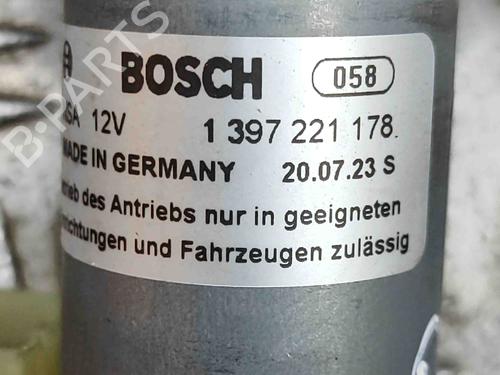 BOSCH 058
12V 1 397 221 178
MADE IN GERMANY 20.07.23 S
des Antriebs nur in geeigneten
und Fahrzeugen zulässig
B-PARTS